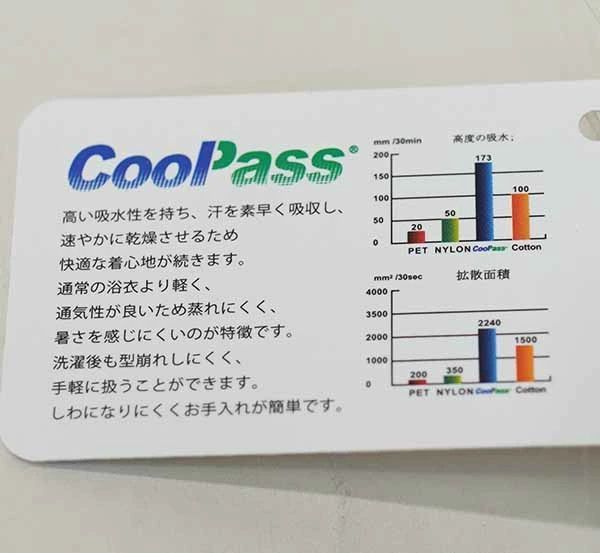 CooLPass®
高い吸水性を持ち、汗を素早く吸収し、
速やかに乾燥させるため
快適な着心地が続きます。
通常の浴衣より軽く、
通気性が良いため蒸れにくく、
暑さを感じにくいのが特徴です。
洗濯後も型崩れしにくく、
手軽に扱うことができます。
しわになりにくくお手入れが簡単です。
mm /30min 高度の吸水;
200
150
100
50
0
20
50
173
100
PET NYLON CooLPass Cotton
mm² /30sec 拡散面積
4000
3500
2000
1000
0
200
350
2240
1500
PET NYLON CooLPass Cotton